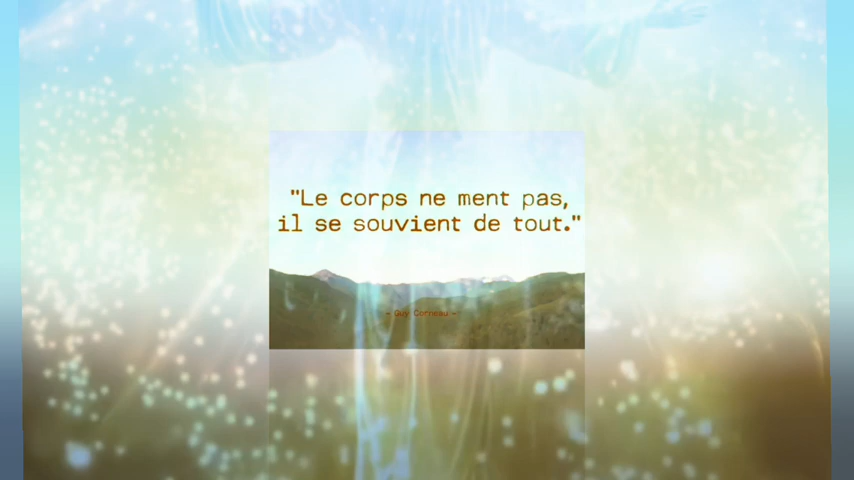 "Le corps ne ment pas,
il se souvient de tout."
~ Guy Corneau ~